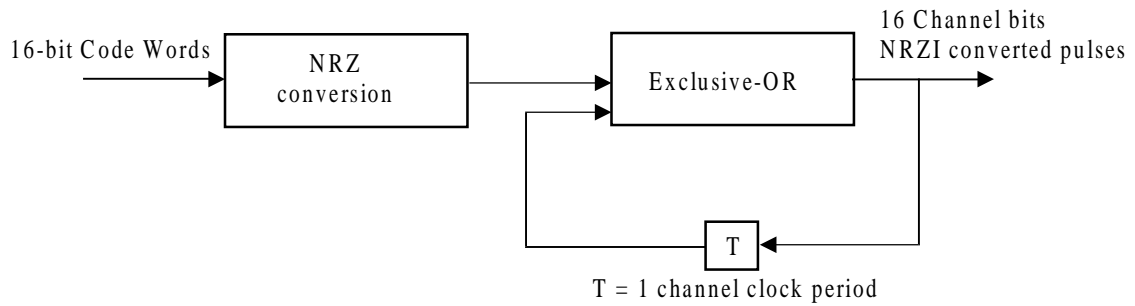 16 Channel bits
NRZI converted pulses
16-bit Code Words
NRZ
conversion
Exclusive-OR
T
T = 1 channel clock period